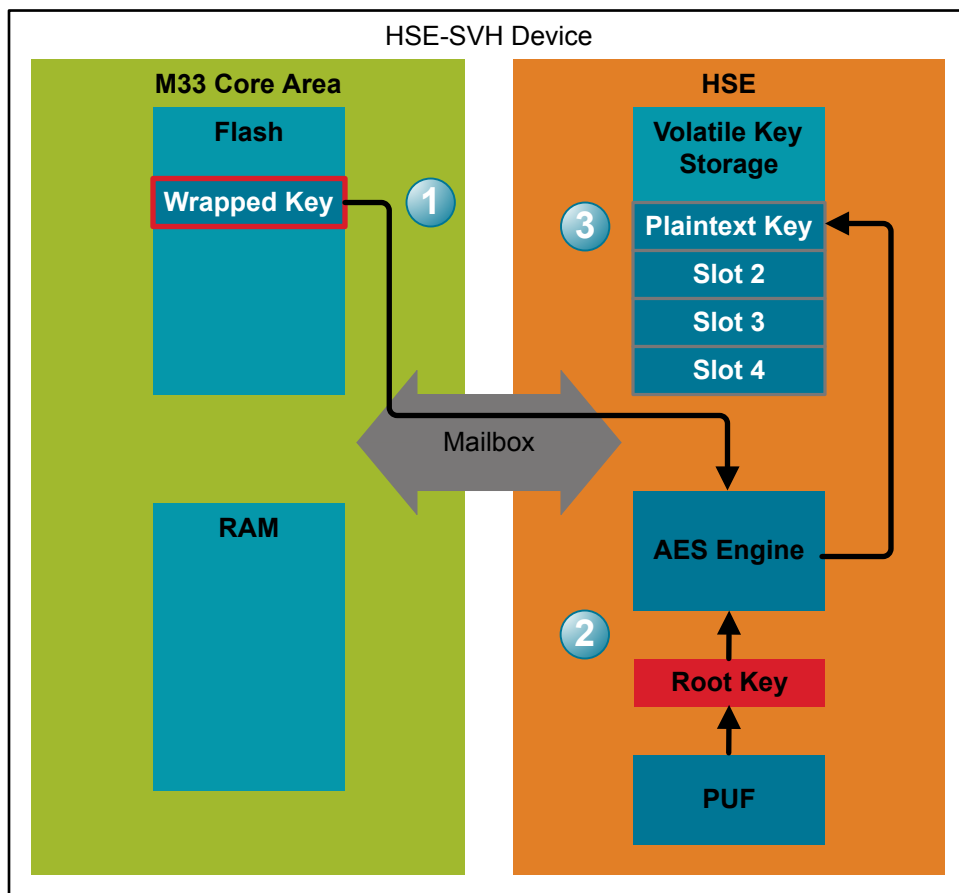 HSE-SVH Device
M33 Core Area
Flash
Wrapped Key
1
RAM
Mailbox
HSE
Volatile Key
Storage
3
Plaintext Key
Slot 2
Slot 3
Slot 4
AES Engine
2
Root Key
PUF